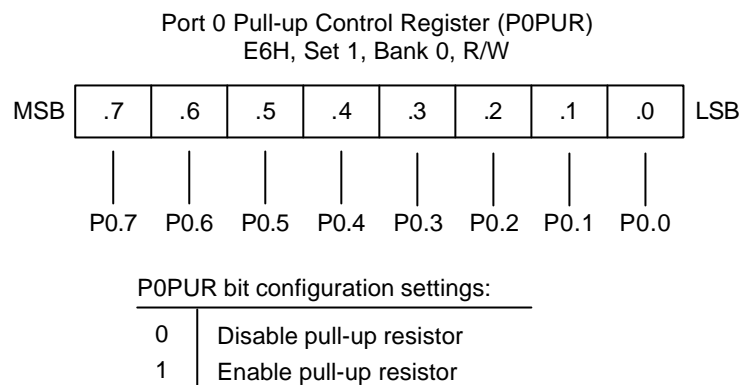 Port 0 Pull-up Control Register (P0PUR)
E6H, Set 1, Bank 0, R/W
MSB .7 .6 .5 .4 .3 .2 .1 .0 LSB
P0.7 P0.6 P0.5 P0.4 P0.3 P0.2 P0.1 P0.0
P0PUR bit configuration settings:
0 Disable pull-up resistor
1 Enable pull-up resistor